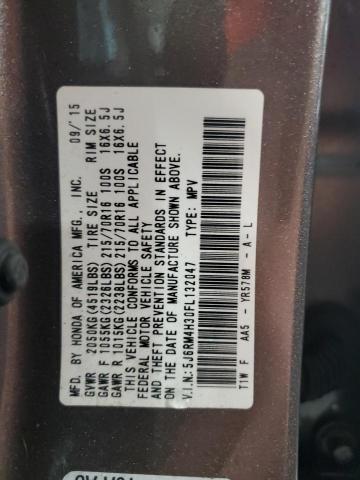 MFD. BY HONDA OF AMERICA MFG., INC. 09/'15
GVWR 2050KG(4519LBS) TIRE SIZE RIM SIZE
GAWR F 1055KG(2326LBS) 215/70R16 100S 16X6.5J
GAWR R 1015KG(2238LBS) 215/70R16 100S 16X6.5J
THIS VEHICLE CONFORMS TO ALL APPLICABLE
FEDERAL MOTOR VEHICLE SAFETY
AND THEFT PREVENTION STANDARDS IN EFFECT
ON THE DATE OF MANUFACTURE SHOWN ABOVE.
V.I.N.: 5J6RM4H30FL132047 TYPE: MPV
T1W F AA5 - YR578M - A - L